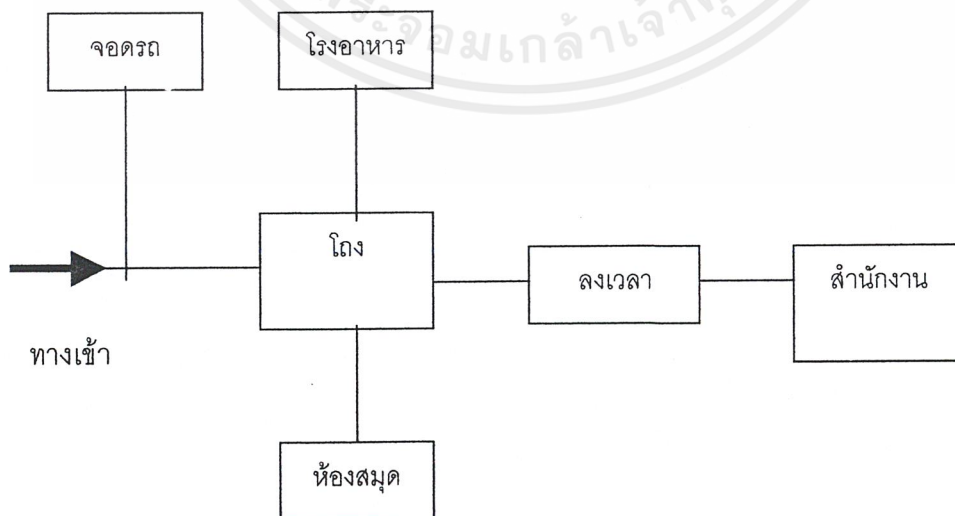 จอดรถ
โรงอาหาร
โถง
ลงเวลา
สำนักงาน
ทางเข้า
ห้องสมุด